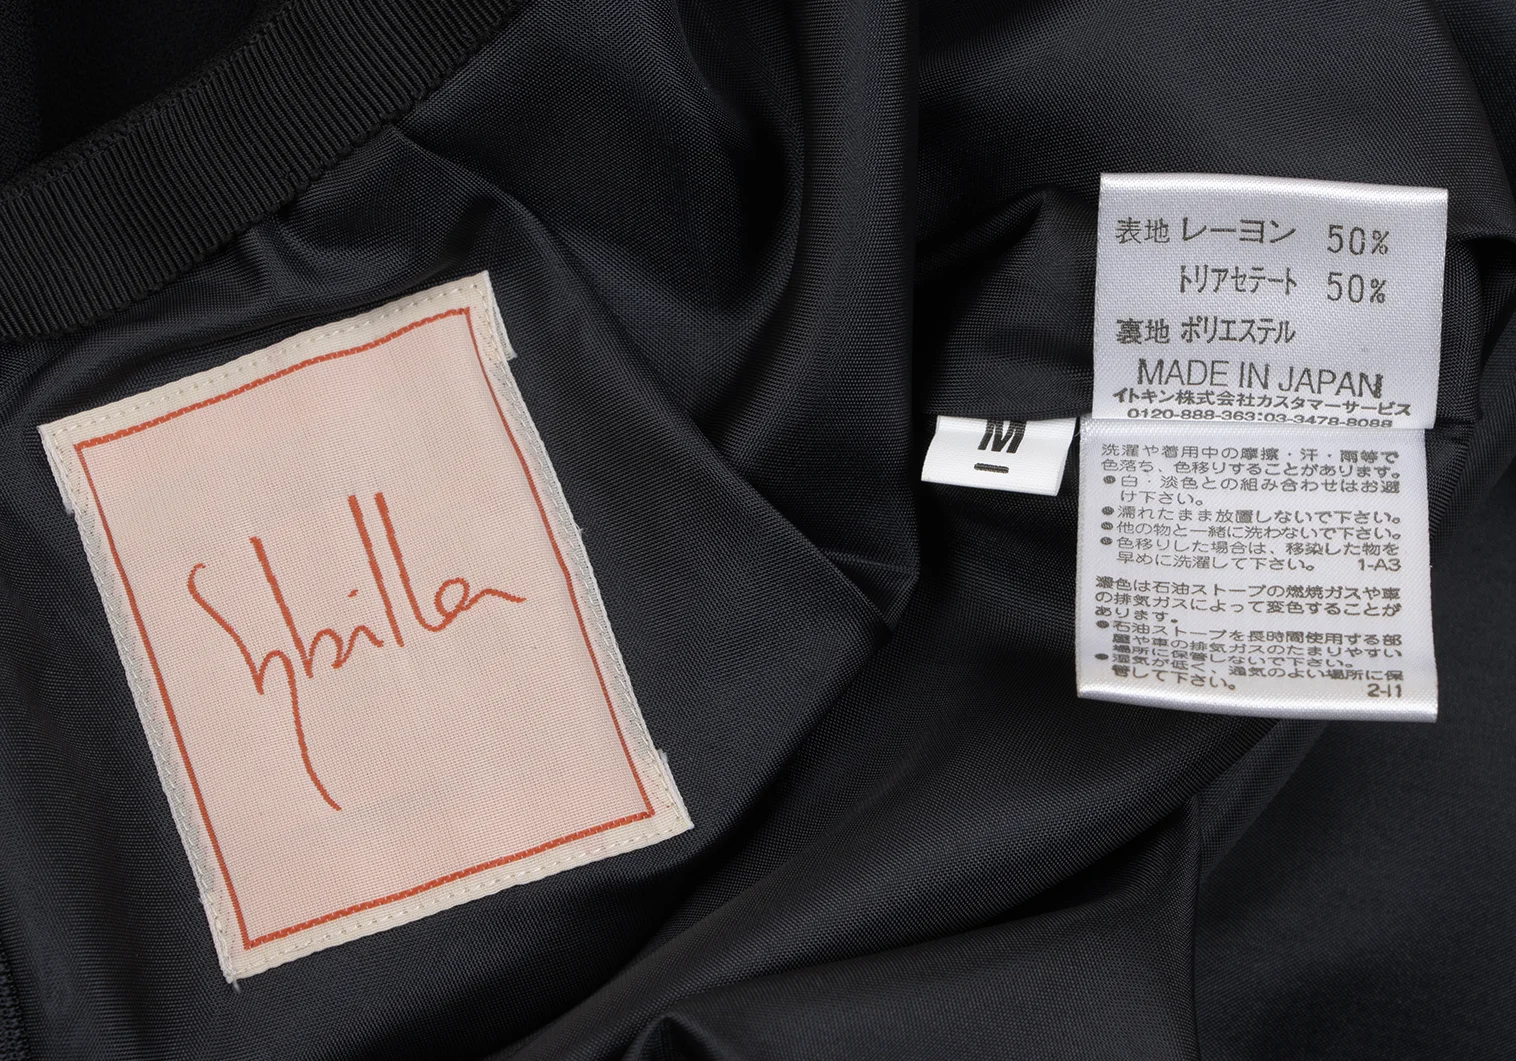 Sybilla
表地 レーヨン 50%
トリアセテート 50%
裏地 ポリエステル
MADE IN JAPAN
イトキン株式会社カスタマーサービス
0120-888-363:03-3478-8088
M
洗濯や着用中の摩擦・汗・雨等で
色落ち、色移りすることがあります。
●白・淡色との組み合わせはお避
け下さい。
●濡れたまま放置しないで下さい。
●他の物と一緒に洗わないで下さい。
●色移りした場合は、移染した物を
早めに洗濯して下さい。 1-A3
濃色は石油ストーブの燃焼ガスや車
の排気ガスによって変色することが
あります。
●石油ストーブを長時間使用する部
屋や車の排気ガスのたまりやすい
場所に保管しないで下さい。
●湿気が低く、通気のよい場所に保
管して下さい。 2-I1